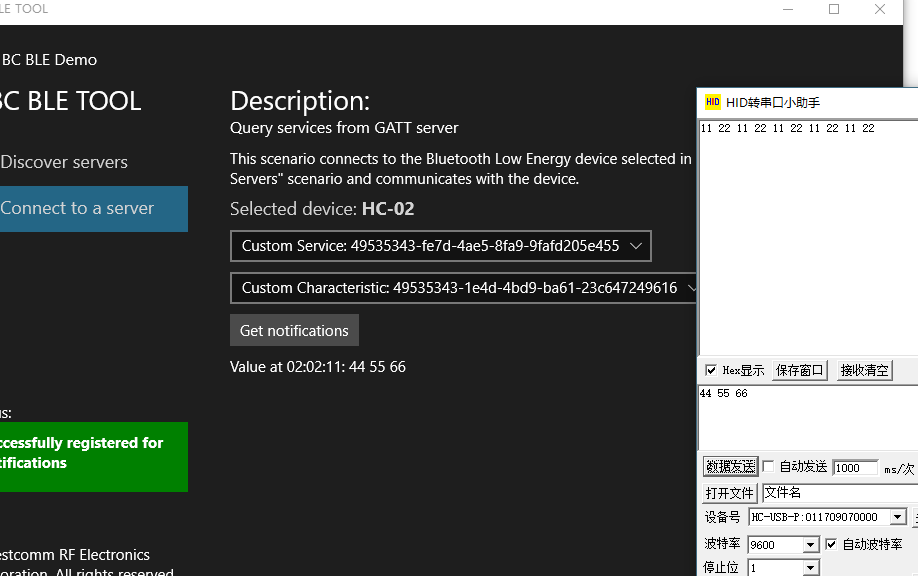 LE TOOL
BC BLE Demo
BC BLE TOOL
Discover servers
Connect to a server
Description:
Query services from GATT server
This scenario connects to the Bluetooth Low Energy device selected in
Servers" scenario and communicates with the device.
Selected device: HC-02
Custom Service: 49535343-fe7d-4ae5-8fa9-9fafd205e455
Custom Characteristic: 49535343-1e4d-4bd9-ba61-23c647249616
Get notifications
Value at 02:02:11: 44 55 66
us:
ccessfully registered for
tifications
estcomm RF Electronics
oration. All rights reserved
HID HID转串口小助手
11 22 11 22 11 22 11 22 11 22
Hex显示 保存窗口 接收清空
44 55 66
数据发送 自动发送 1000 ms/次
打开文件 文件名
设备号 HC-USB-P:011709070000
波特率 9600 自动波特率
停止位 1